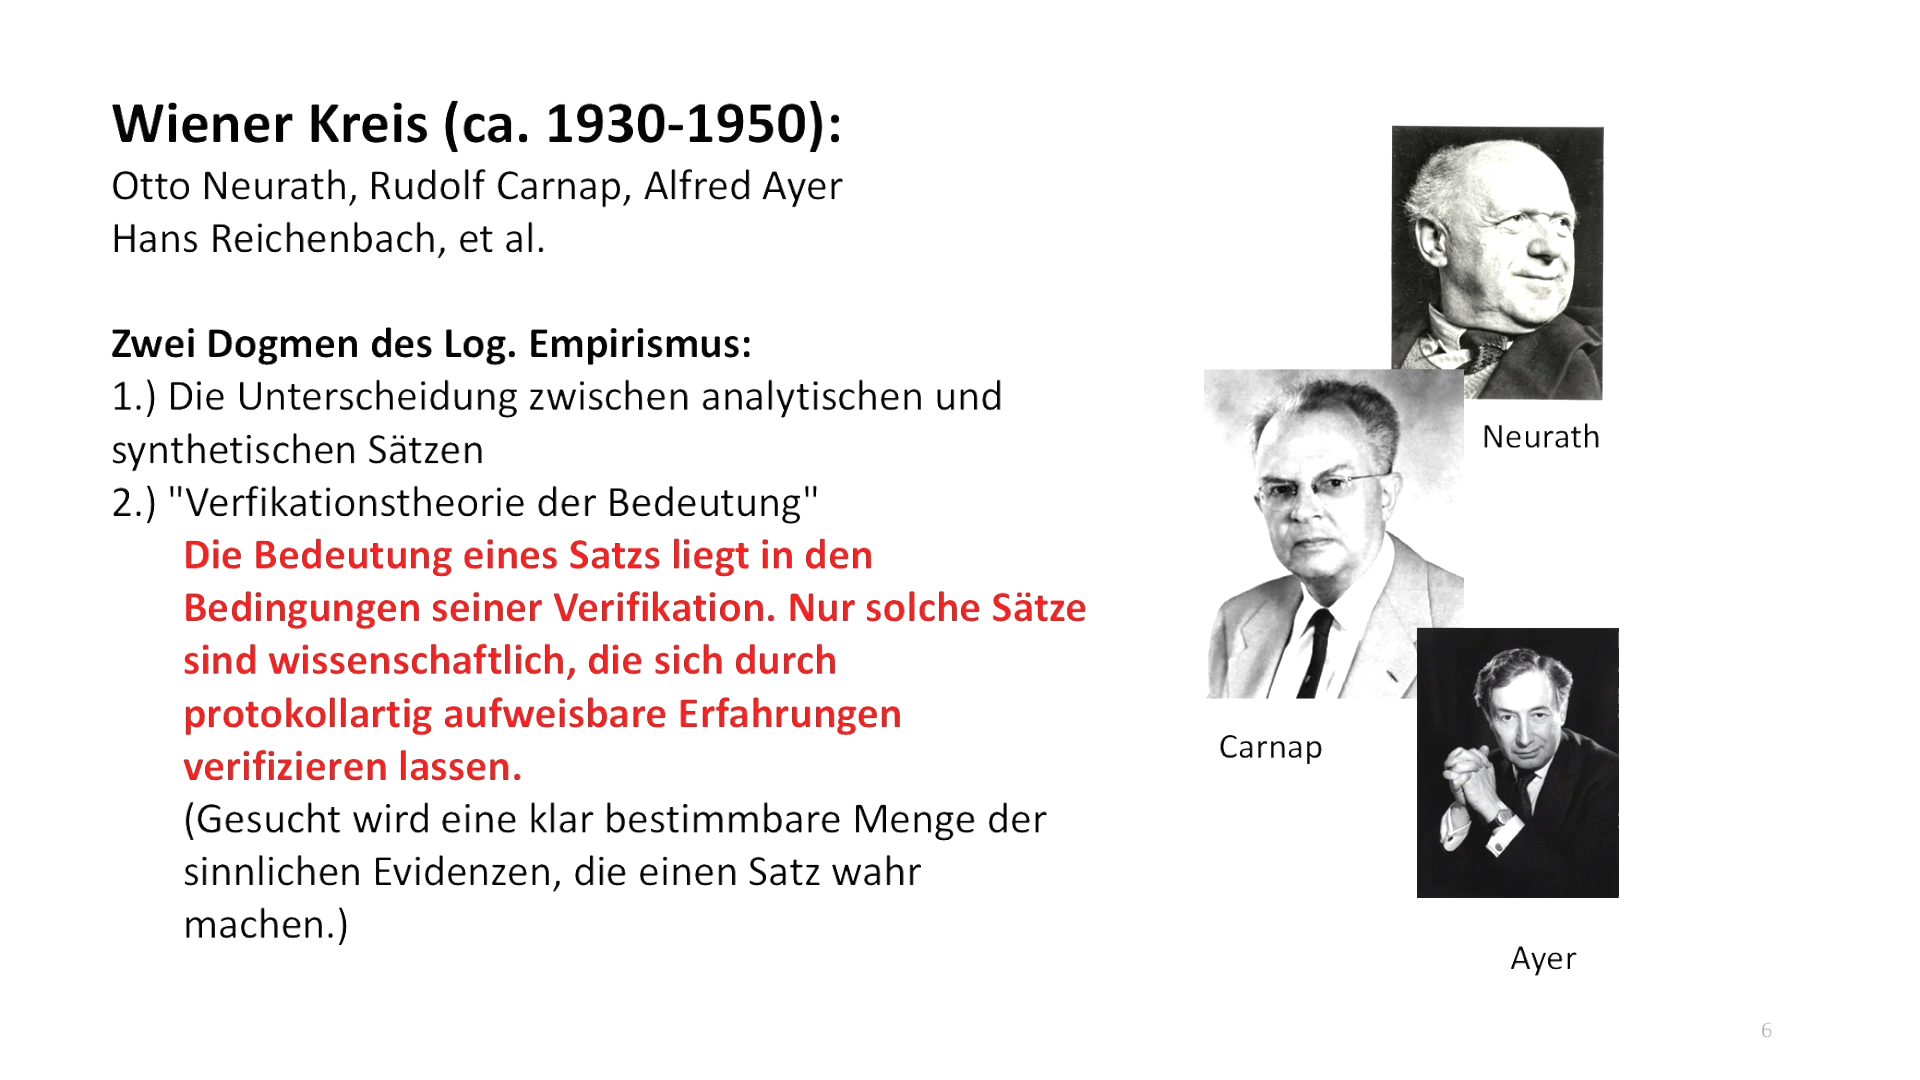 Wiener Kreis (ca. 1930-1950):
Otto Neurath, Rudolf Carnap, Alfred Ayer
Hans Reichenbach, et al.
Zwei Dogmen des Log. Empirismus:
1.) Die Unterscheidung zwischen analytischen und
synthetischen Sätzen
2.) "Verfikationstheorie der Bedeutung"
Die Bedeutung eines Satzs liegt in den
Bedingungen seiner Verifikation. Nur solche Sätze
sind wissenschaftlich, die sich durch
protokollartig aufweisbare Erfahrungen
verifizieren lassen.
(Gesucht wird eine klar bestimmbare Menge der
sinnlichen Evidenzen, die einen Satz wahr
machen.)
Neurath
Carnap
Ayer
6